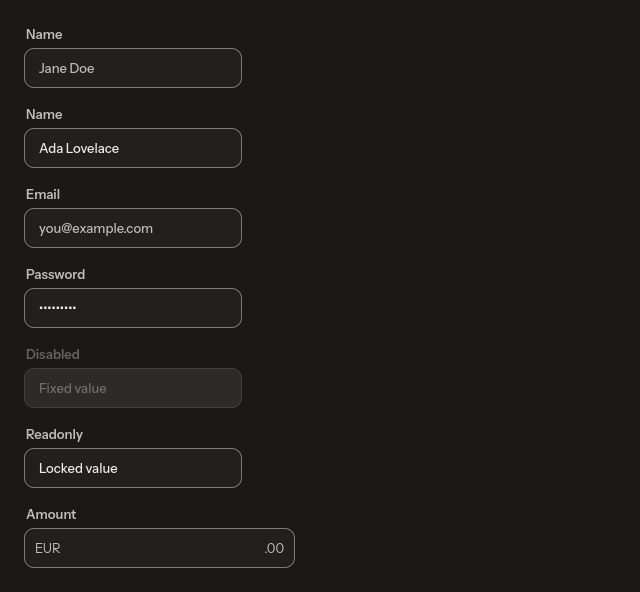 Name
Jane Doe
Name
Ada Lovelace
Email
you@example.com
Password
•••••••••
Disabled
Fixed value
Readonly
Locked value
Amount
EUR .00